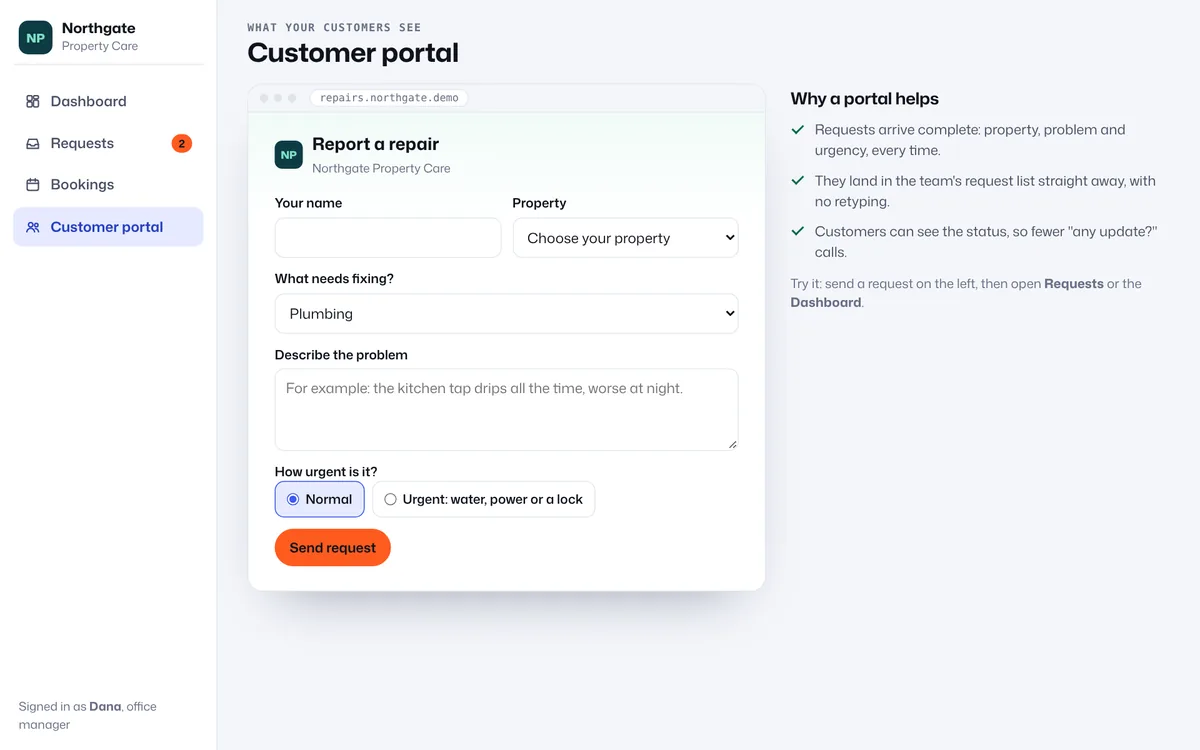 NP
Northgate
Property Care
Dashboard
Requests
2
Bookings
Customer portal
Signed in as Dana, office
manager
WHAT YOUR CUSTOMERS SEE
Customer portal
repairs.northgate.demo
NP
Report a repair
Northgate Property Care
Your name
Property
Choose your property
What needs fixing?
Plumbing
Describe the problem
For example: the kitchen tap drips all the time, worse at night.
How urgent is it?
Normal
Urgent: water, power or a lock
Send request
Why a portal helps
Requests arrive complete: property, problem and
urgency, every time.
They land in the team's request list straight away, with
no retyping.
Customers can see the status, so fewer "any update?"
calls.
Try it: send a request on the left, then open Requests or the
Dashboard.